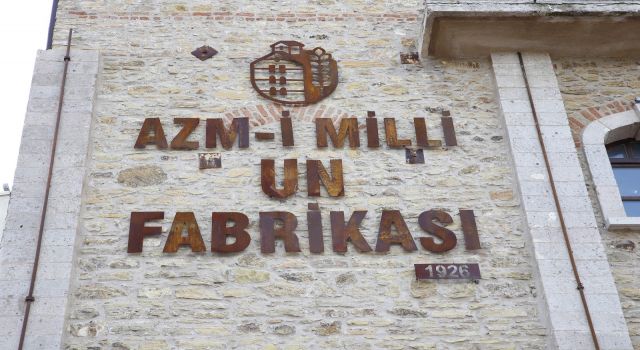 AZM-İ MİLLİ
UN
FABRİKASI
1926